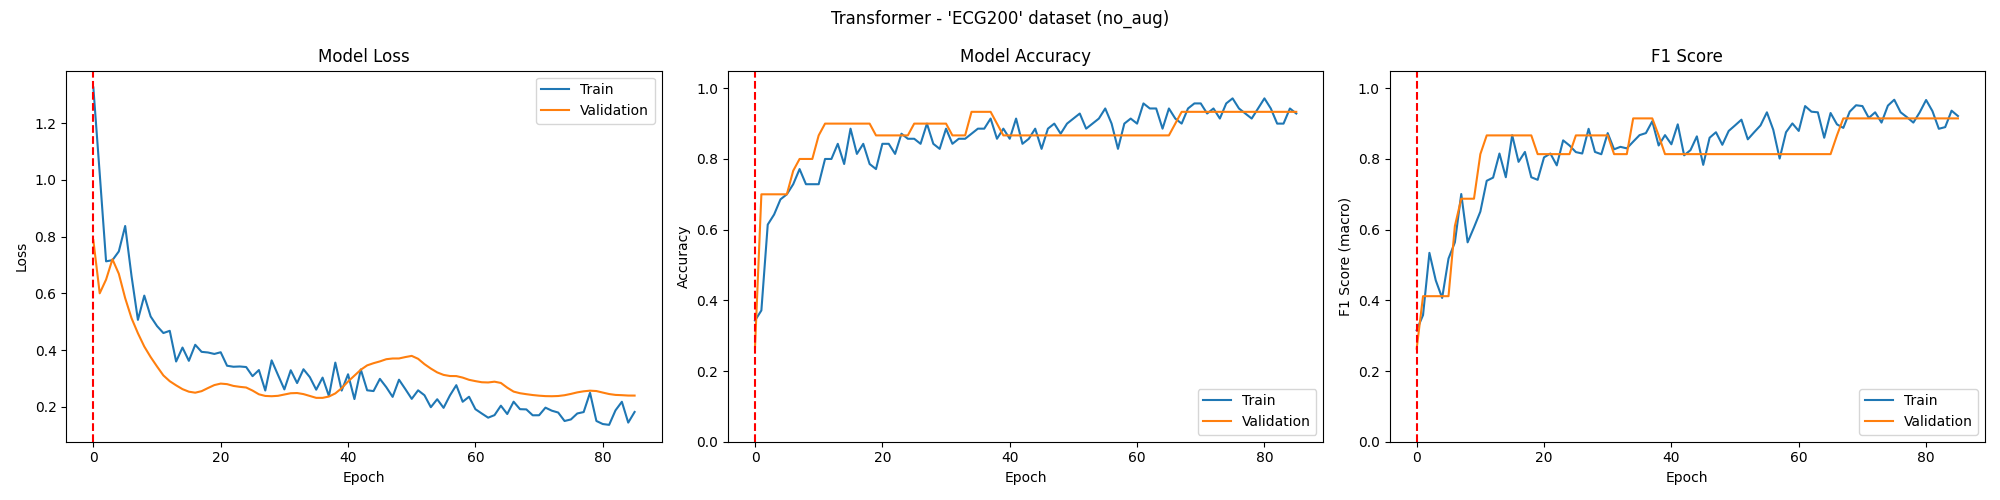 Transformer - 'ECG200' dataset (no_aug)
Model Loss
Train
Validation
Loss
1.2
1.0
0.8
0.6
0.4
0.2
0
20
40
60
80
Epoch
Model Accuracy
Accuracy
1.0
0.8
0.6
0.4
0.2
0.0
Train
Validation
0
20
40
60
80
Epoch
F1 Score
F1 Score (macro)
1.0
0.8
0.6
0.4
0.2
0.0
Train
Validation
0
20
40
60
80
Epoch